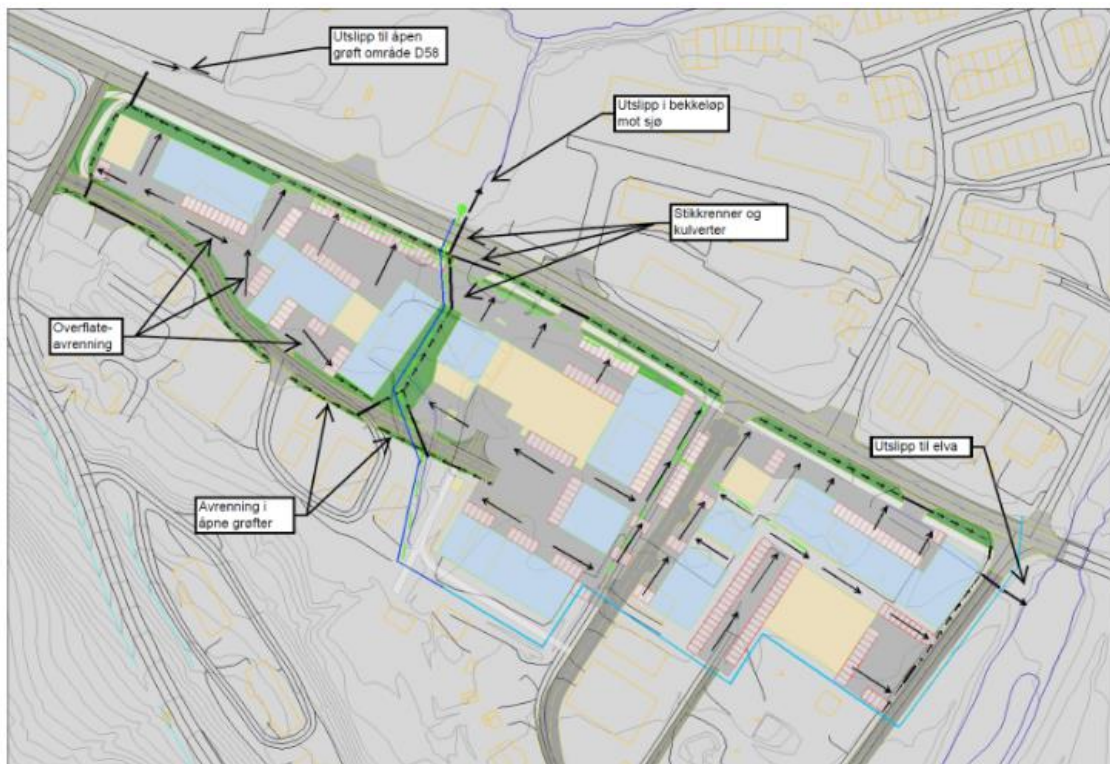 Utslipp til åpen
grøft område D58
Utslipp i bekkeløp
mot sjø
Stikkrenner og
kulverter
Overflate-
avrenning
Utslipp til elva
Avrenning i
åpne grøfter